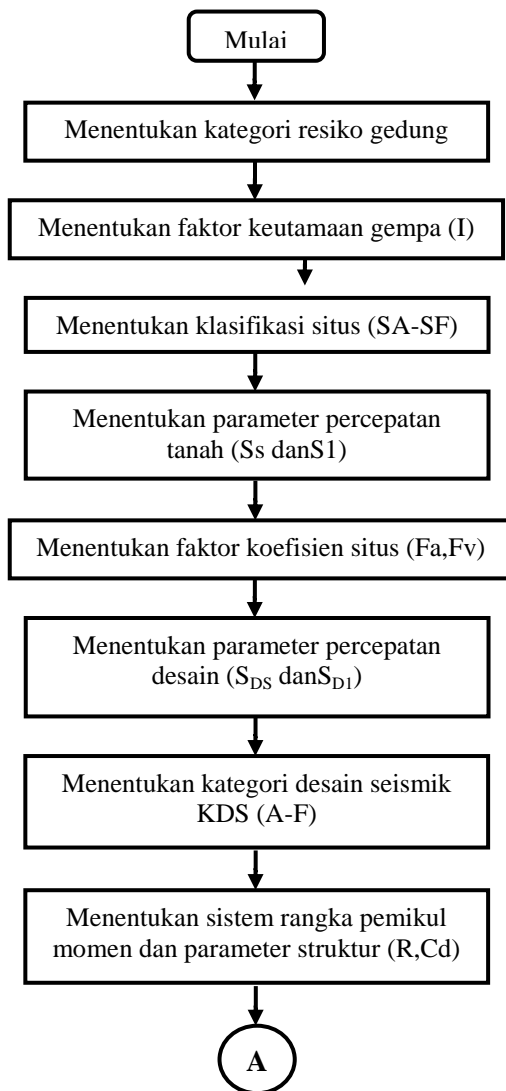 Mulai
Menentukan kategori resiko gedung
Menentukan faktor keutamaan gempa (I)
Menentukan klasifikasi situs (SA-SF)
Menentukan parameter percepatan
tanah (Ss danS1)
Menentukan faktor koefisien situs (Fa,Fv)
Menentukan parameter percepatan
desain (S_DS danS_D1)
Menentukan kategori desain seismik
KDS (A-F)
Menentukan sistem rangka pemikul
momen dan parameter struktur (R,Cd)
A